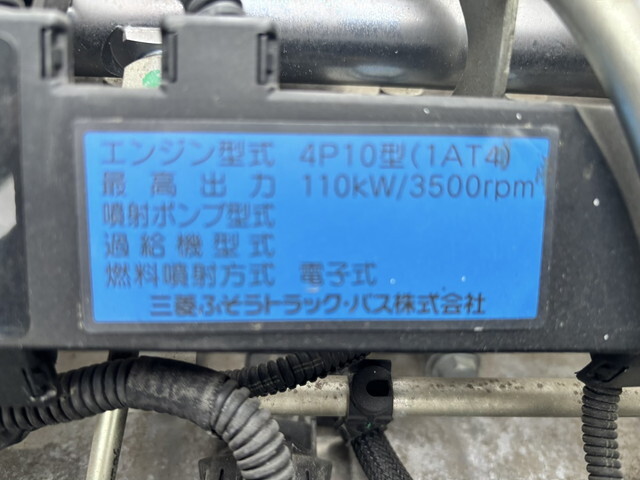 エンジン型式 4P10型(1AT4)
最高出力 110kW/3500rpm
噴射ポンプ型式
過給機型式
燃料噴射方式 電子式
三菱ふそうトラック・バス株式会社